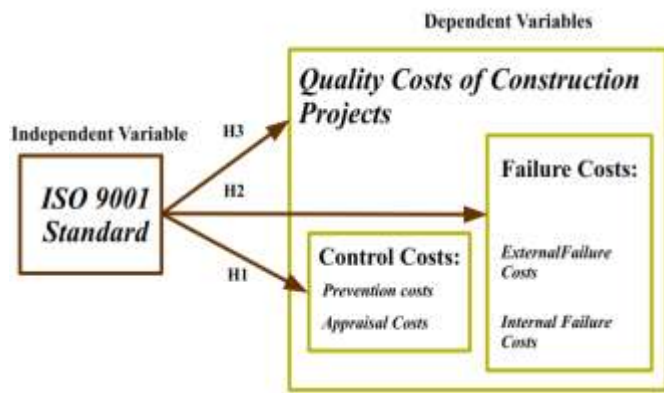 Dependent Variables
Quality Costs of Construction
Projects
Independent Variable
ISO 9001
Standard
H3
H2
H1
Failure Costs:
ExternalFailure
Costs
Internal Failure
Costs
Control Costs:
Prevention costs
Appraisal Costs